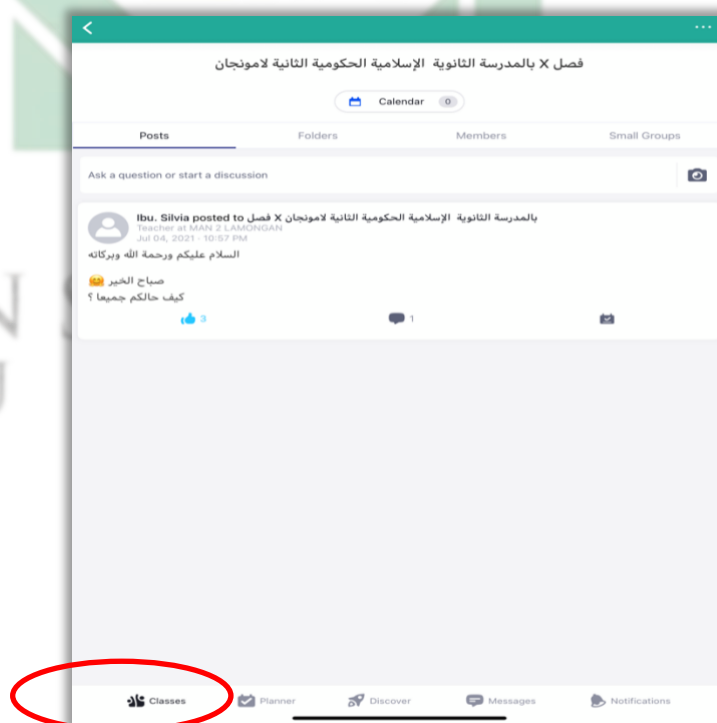 فصل X بالمدرسة الثانوية الإسلامية الحكومية الثانية لامونجان
Calendar 0
Posts Folders Members Small Groups
Ask a question or start a discussion
Ibu. Silvia posted to فصل X بالمدرسة الثانوية الإسلامية الحكومية الثانية لامونجان
Teacher at MAN 2 LAMONGAN
Jul 04, 2021 - 10:57 PM
السلام عليكم ورحمة الله وبركاته
صباح الخير 🤗
كيف حالكم جميعا ؟
3 1
Classes Planner Discover Messages Notifications